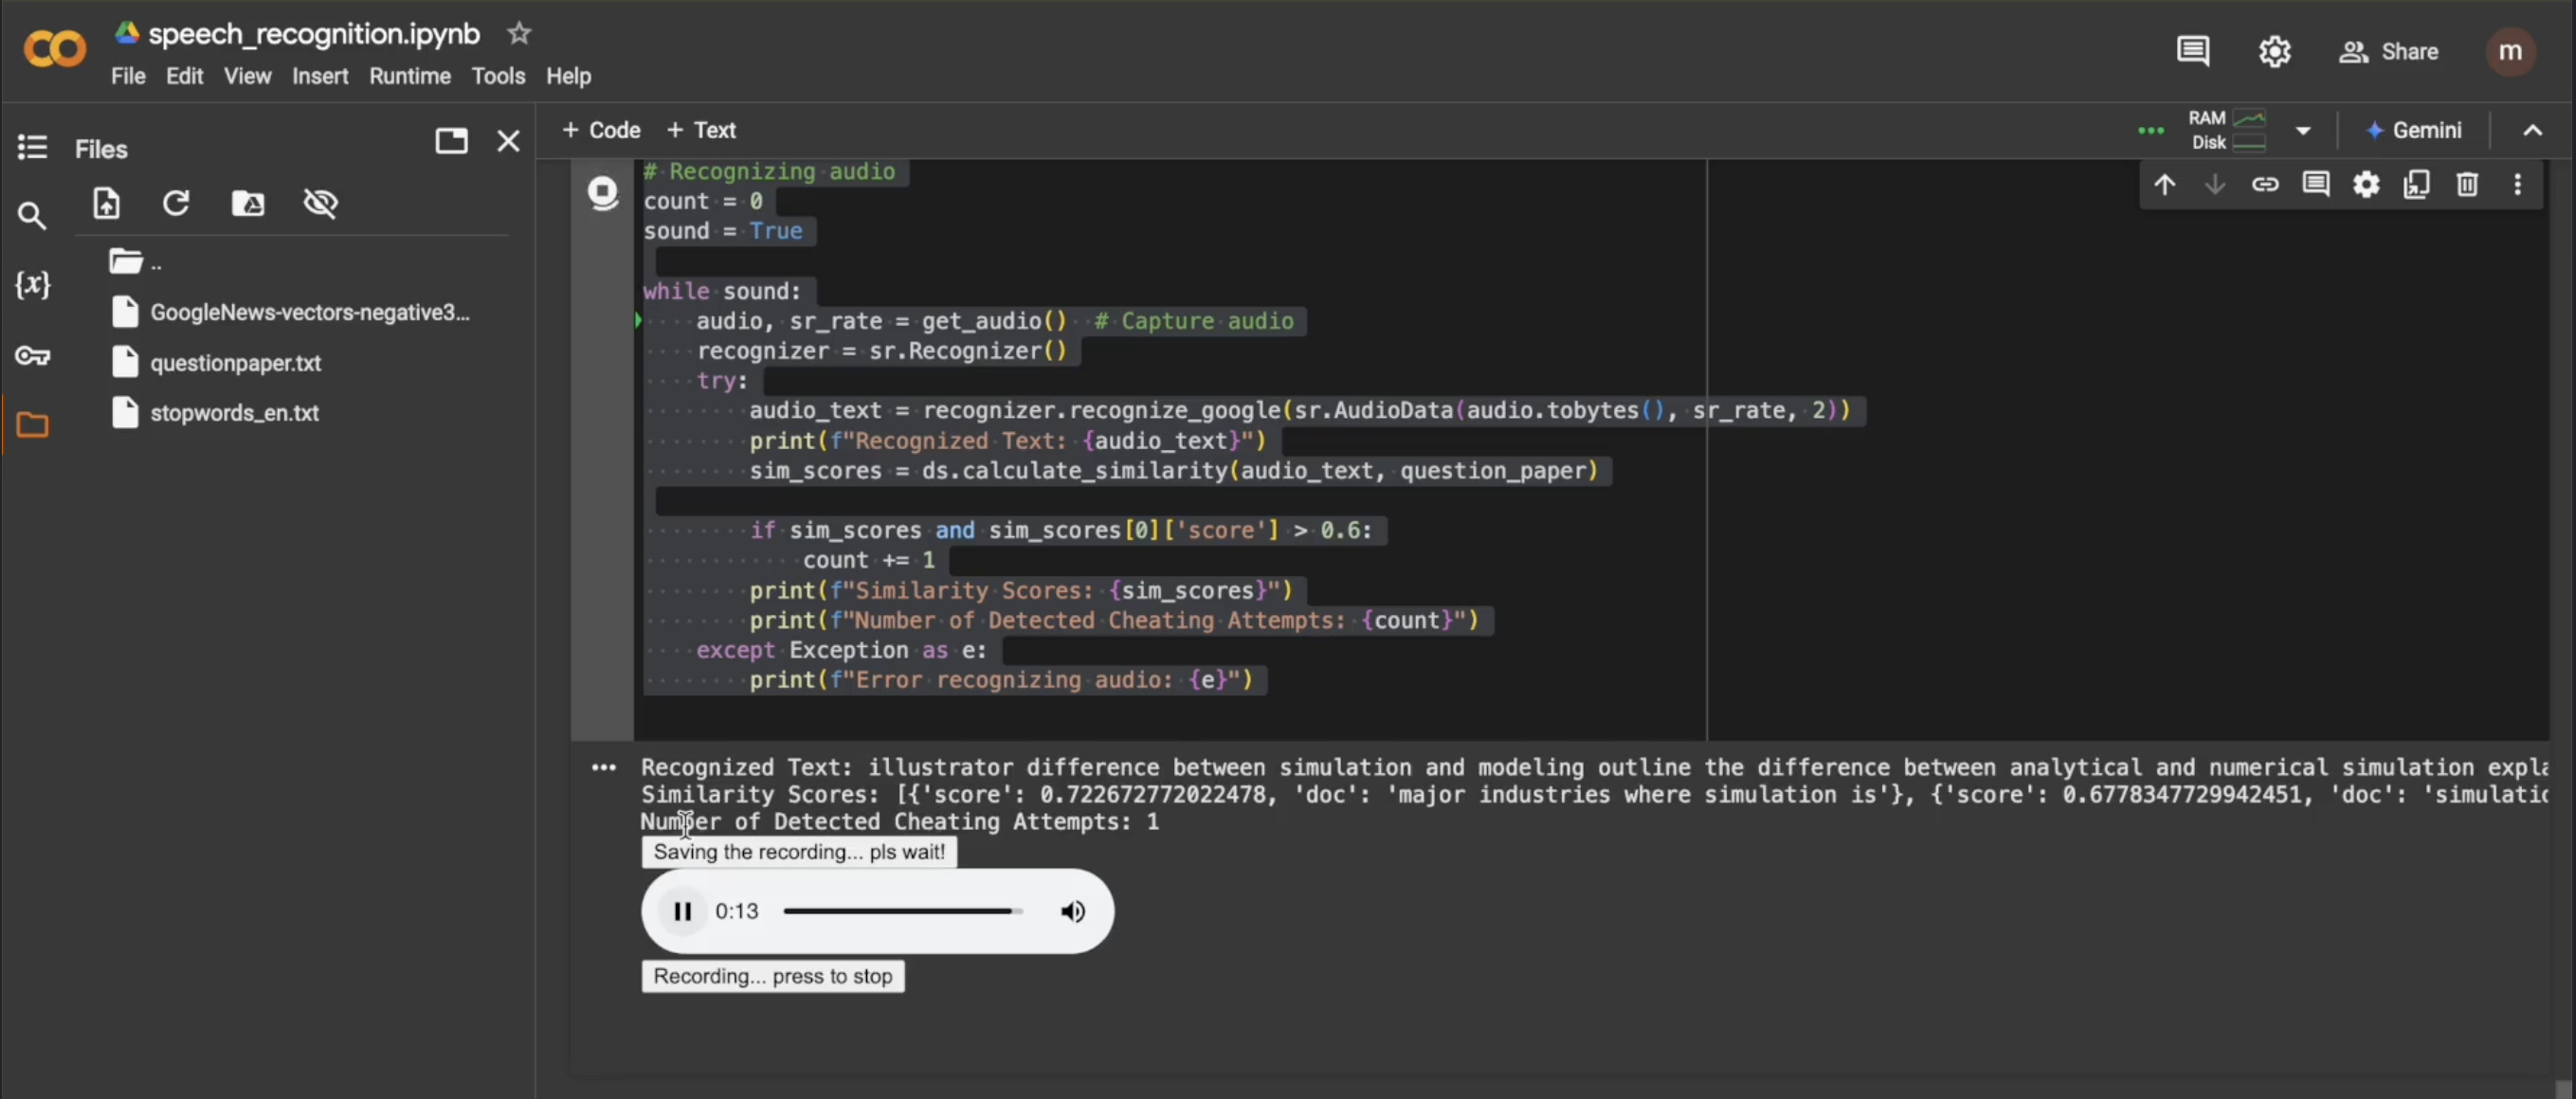 speech_recognition.ipynb
File Edit View Insert Runtime Tools Help
Share
m
Files
+ Code + Text
RAM
Disk
Gemini
..
GoogleNews-vectors-negative3...
questionpaper.txt
stopwords_en.txt
{x}
# Recognizing audio
count = 0
sound = True
while sound:
    audio, sr_rate = get_audio()  # Capture audio
    recognizer = sr.Recognizer()
    try:
        audio_text = recognizer.recognize_google(sr.AudioData(audio.tobytes(), sr_rate, 2))
        print(f"Recognized Text: {audio_text}")
        sim_scores = ds.calculate_similarity(audio_text, question_paper)
        if sim_scores and sim_scores[0]['score'] > 0.6:
            count += 1
        print(f"Similarity Scores: {sim_scores}")
        print(f"Number of Detected Cheating Attempts: {count}")
    except Exception as e:
        print(f"Error recognizing audio: {e}")
Recognized Text: illustrator difference between simulation and modeling outline the difference between analytical and numerical simulation expla
Similarity Scores: [{'score': 0.722672772022478, 'doc': 'major industries where simulation is'}, {'score': 0.6778347729942451, 'doc': 'simulatic
Number of Detected Cheating Attempts: 1
Saving the recording... pls wait!
0:13
Recording... press to stop